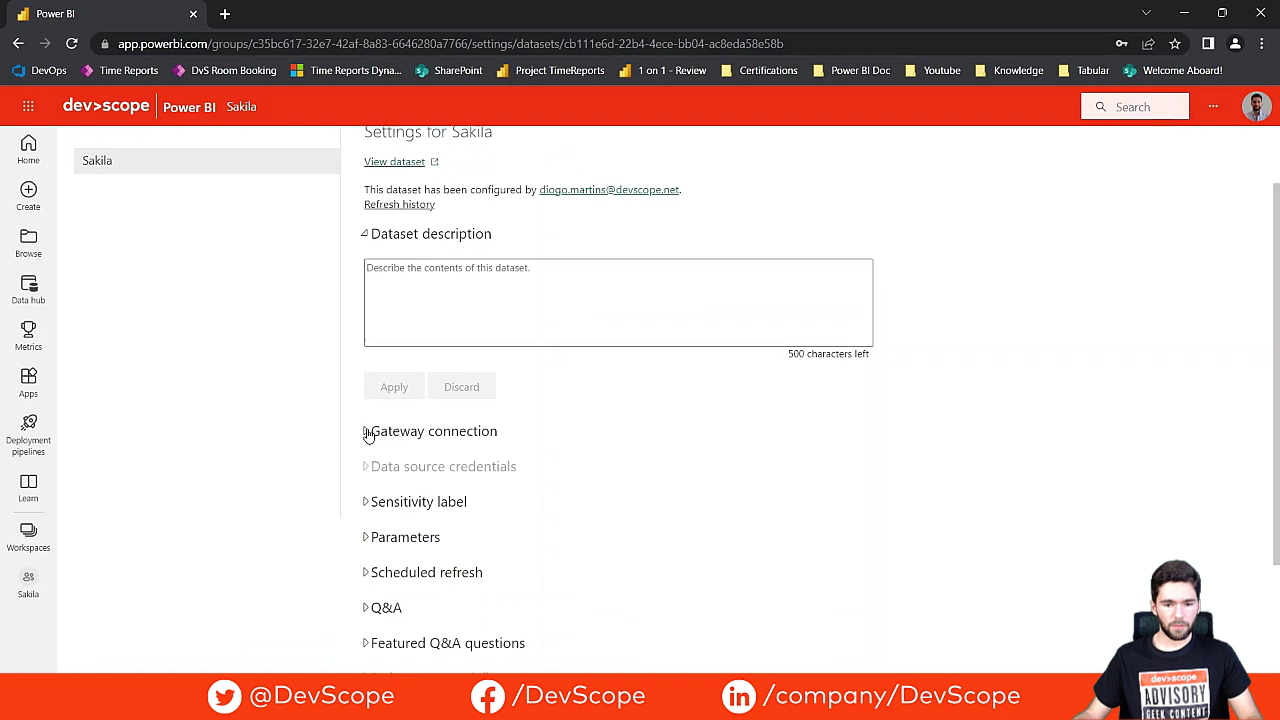 Power BI
app.powerbi.com/groups/c35bc617-32e7-42af-8a83-6646280a7766/settings/datasets/cb111e6d-22b4-4ece-bb04-ac8eda58e58b
DevOps Time Reports DvS Room Booking Time Reports Dyna... SharePoint Project TimeReports 1 on 1 - Review Certifications Power BI Doc Youtube Knowledge Tabular Welcome Aboard!
dev>scope Power BI Sakila Search
Home
Create
Browse
Data hub
Metrics
Apps
Deployment
pipelines
Learn
Workspaces
Sakila
Sakila
Settings for Sakila
View dataset
This dataset has been configured by diogo.martins@devscope.net.
Refresh history
Dataset description
Describe the contents of this dataset.
500 characters left
Apply Discard
Gateway connection
Data source credentials
Sensitivity label
Parameters
Scheduled refresh
Q&A
Featured Q&A questions
dev>scope
ADVISORY
GEEK CONTENT
@DevScope /DevScope /company/DevScope